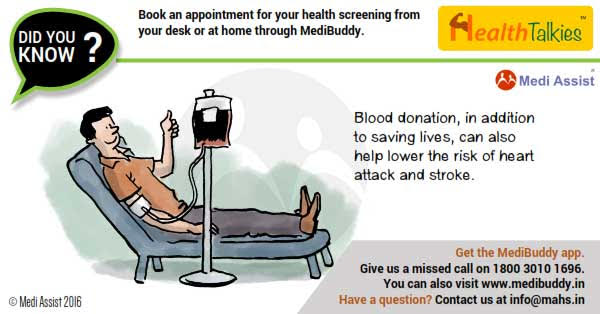 DID YOU
KNOW ?
Book an appointment for your health screening from
your desk or at home through MediBuddy.
HealthTalkies™
Medi Assist
Blood donation, in addition
to saving lives, can also
help lower the risk of heart
attack and stroke.
Get the MediBuddy app.
Give us a missed call on 1800 3010 1696.
You can also visit www.medibuddy.in
Have a question? Contact us at info@mahs.in
© Medi Assist 2016